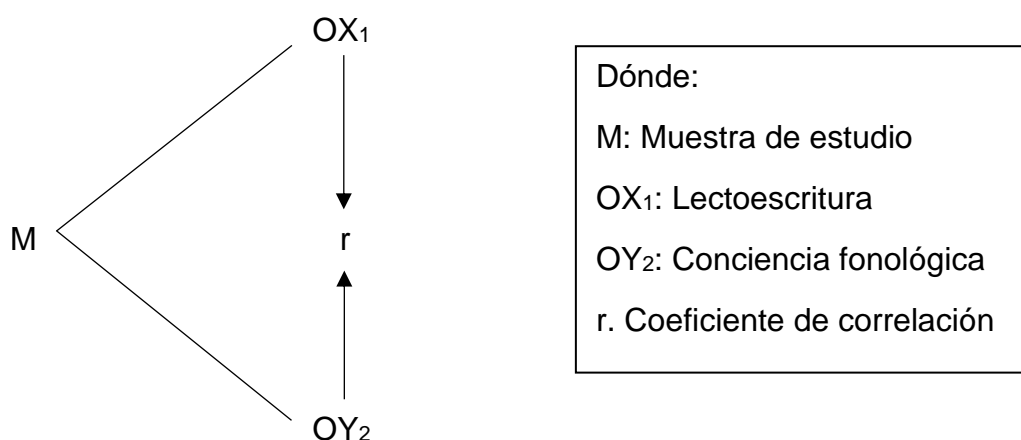 OX₁
M
r
OY₂
Dónde:
M: Muestra de estudio
OX₁: Lectoescritura
OY₂: Conciencia fonológica
r. Coeficiente de correlación